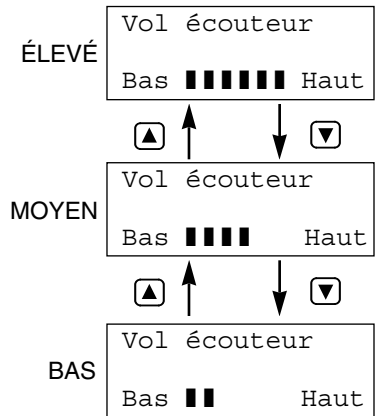 Vol écouteur
ÉLEVÉ
Bas ▮▮▮▮▮▮ Haut
▲ ▼
Vol écouteur
MOYEN
Bas ▮▮▮▮ Haut
▲ ▼
Vol écouteur
BAS
Bas ▮▮ Haut